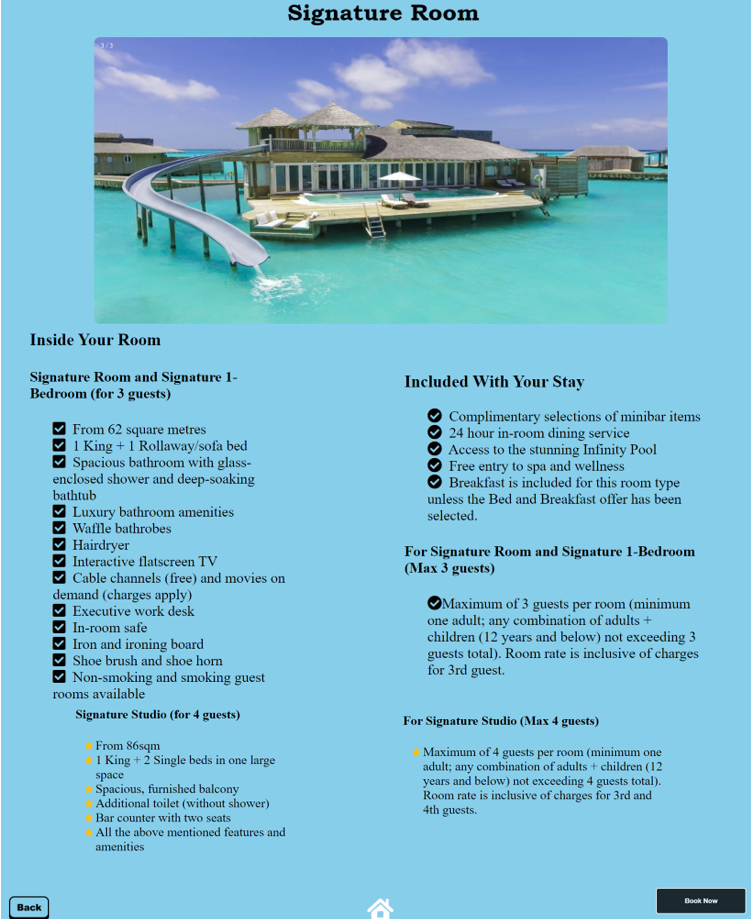 Signature Room
3 / 3
Inside Your Room
Signature Room and Signature 1-
Bedroom (for 3 guests)
From 62 square metres
1 King + 1 Rollaway/sofa bed
Spacious bathroom with glass-
enclosed shower and deep-soaking
bathtub
Luxury bathroom amenities
Waffle bathrobes
Hairdryer
Interactive flatscreen TV
Cable channels (free) and movies on
demand (charges apply)
Executive work desk
In-room safe
Iron and ironing board
Shoe brush and shoe horn
Non-smoking and smoking guest
rooms available
Signature Studio (for 4 guests)
From 86sqm
1 King + 2 Single beds in one large
space
Spacious, furnished balcony
Additional toilet (without shower)
Bar counter with two seats
All the above mentioned features and
amenities
Included With Your Stay
Complimentary selections of minibar items
24 hour in-room dining service
Access to the stunning Infinity Pool
Free entry to spa and wellness
Breakfast is included for this room type
unless the Bed and Breakfast offer has been
selected.
For Signature Room and Signature 1-Bedroom
(Max 3 guests)
Maximum of 3 guests per room (minimum
one adult; any combination of adults +
children (12 years and below) not exceeding 3
guests total). Room rate is inclusive of charges
for 3rd guest.
For Signature Studio (Max 4 guests)
Maximum of 4 guests per room (minimum one
adult; any combination of adults + children (12
years and below) not exceeding 4 guests total).
Room rate is inclusive of charges for 3rd and
4th guests.
Back
Book Now